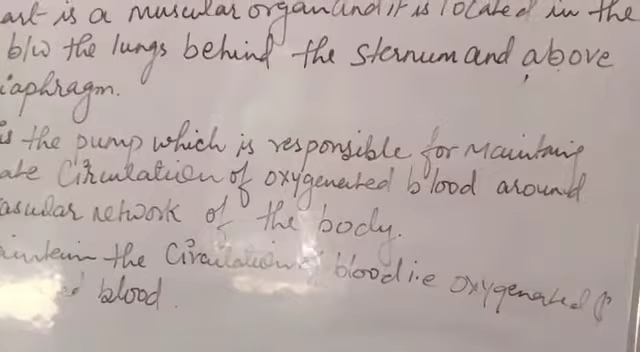 art is a muscular organ and it is located in the
b/w the lungs behind the sternum and above
iaphragm.
is the pump which is responsible for maintaing
ate Circulation of oxygenated blood around
ascular network of the body.
aintain the Circulation of blood i.e oxygenated &
d blood.